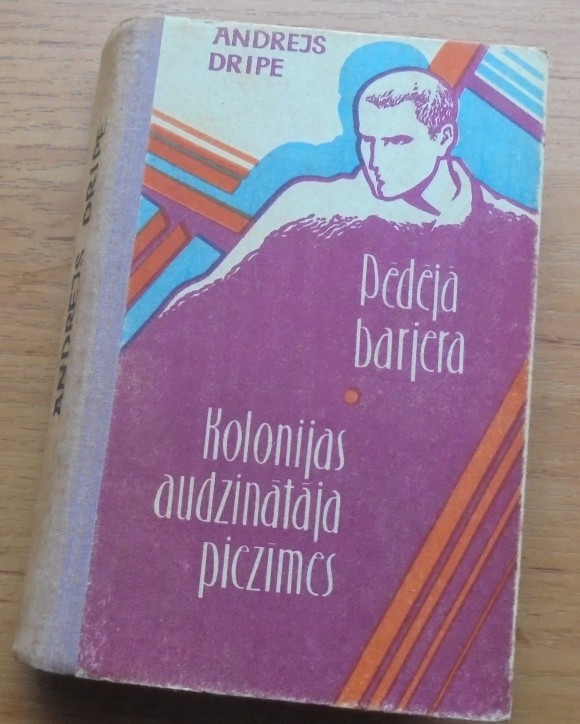 ANDREJS
DRIPE
Pēdējā
barjera
Kolonijas
audzinātāja
piezīmes
ANDREJS DRIPE